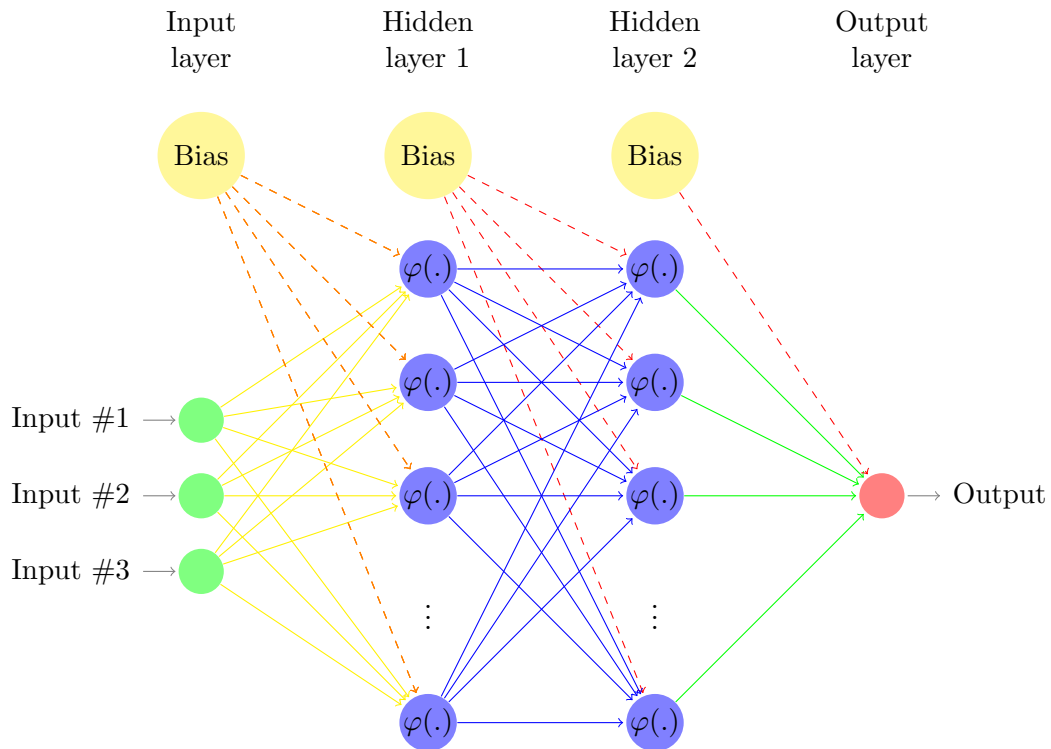 Input
layer
Hidden
layer 1
Hidden
layer 2
Output
layer
Bias
Bias
Bias
φ(.)
φ(.)
φ(.)
φ(.)
Input #1
Input #2
φ(.)
φ(.)
Output
Input #3
⋮
⋮
φ(.)
φ(.)